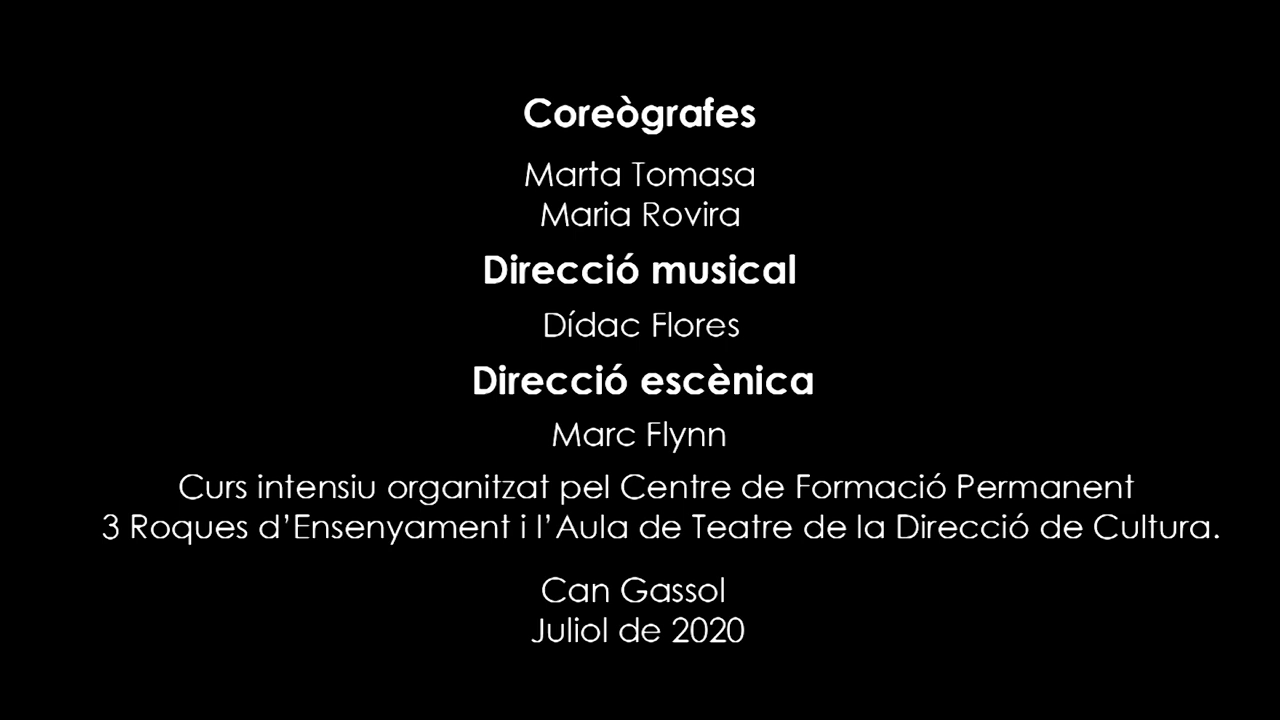 Coreògrafes
Marta Tomasa
Maria Rovira
Direcció musical
Dídac Flores
Direcció escènica
Marc Flynn
Curs intensiu organitzat pel Centre de Formació Permanent
3 Roques d’Ensenyament i l’Aula de Teatre de la Direcció de Cultura.
Can Gassol
Juliol de 2020